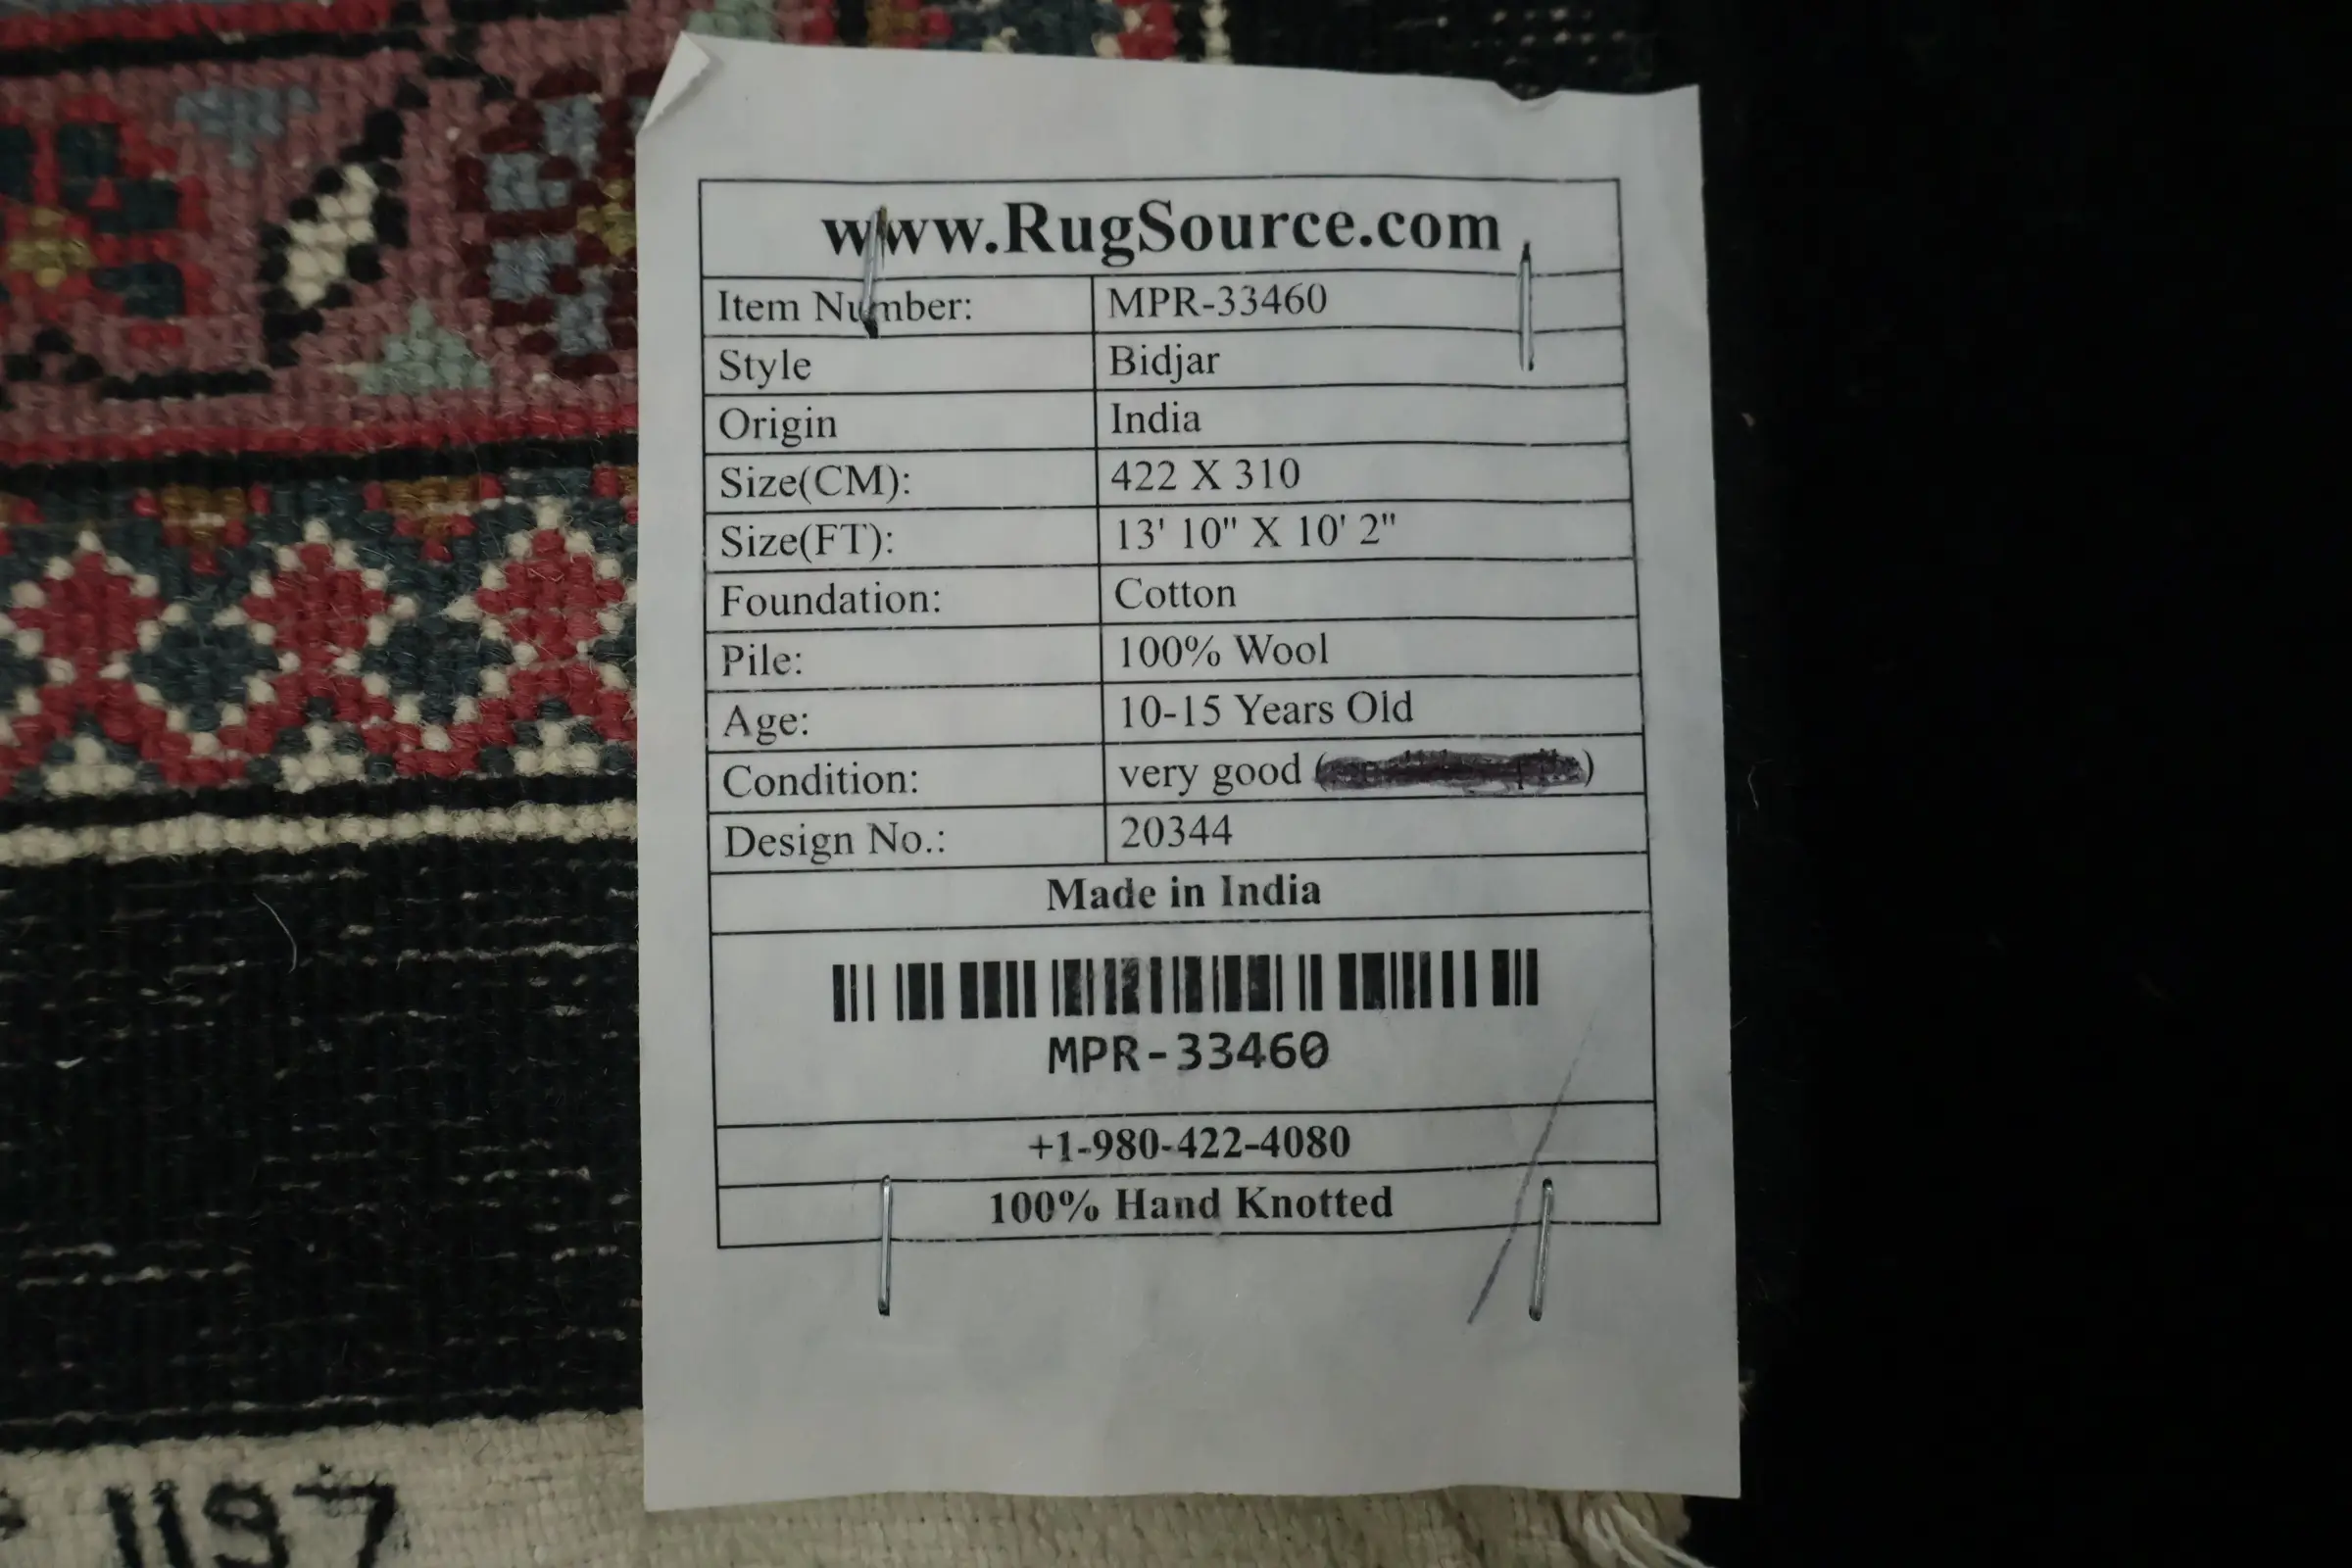 www.RugSource.com
Item Number: MPR-33460
Style Bidjar
Origin India
Size(CM): 422 X 310
Size(FT): 13' 10" X 10' 2"
Foundation: Cotton
Pile: 100% Wool
Age: 10-15 Years Old
Condition: very good ( )
Design No.: 20344
Made in India
MPR-33460
+1-980-422-4080
100% Hand Knotted